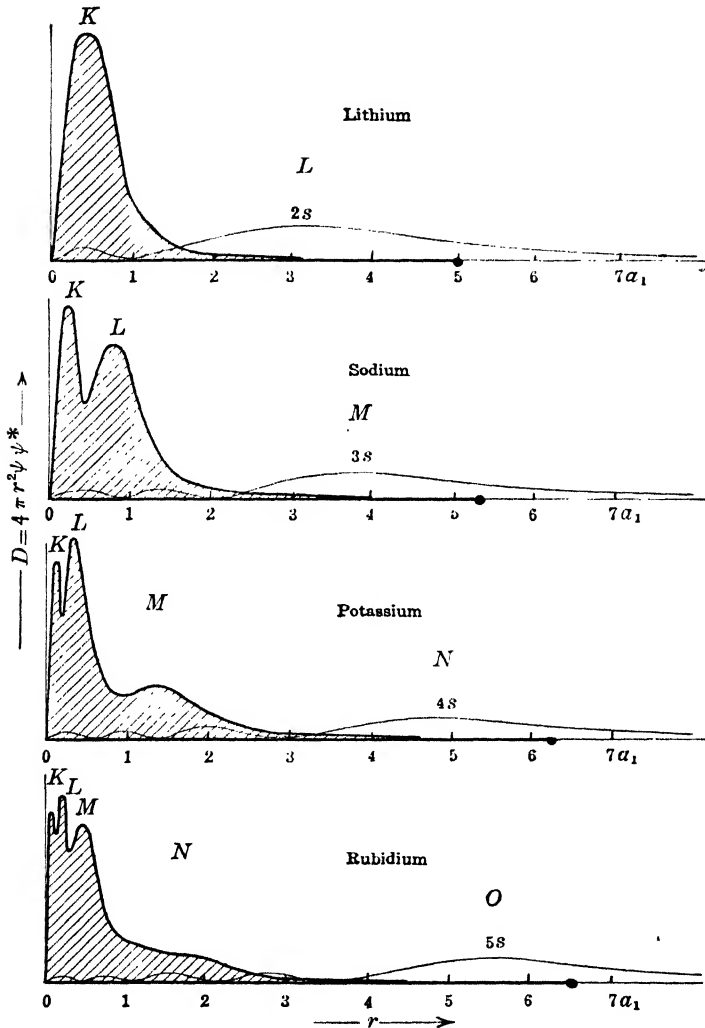 K
Lithium
L
2s
0 1 2 3 4 5 6 7a₁
K
L
Sodium
M
3s
0 1 2 3 4 5 6 7a₁
D=4πr²ψψ*
K L
M
Potassium
N
4s
0 1 2 3 4 5 6 7a₁
K L M
N
Rubidium
O
5s
0 1 2 3 4 5 6 7a₁
r